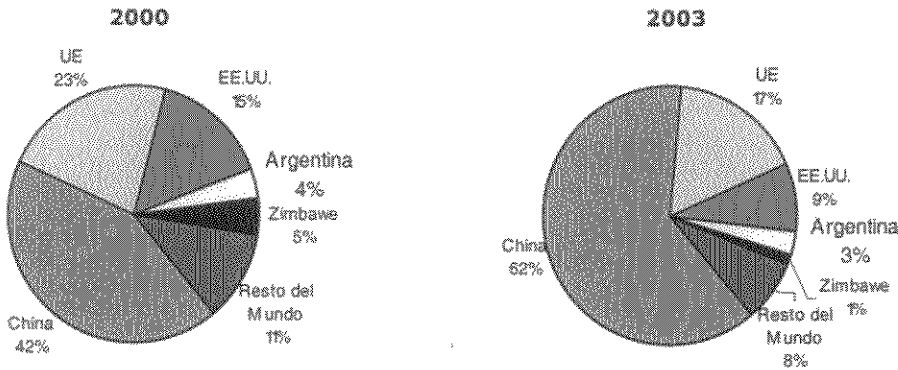 2000
UE
23%
EE.UU.
15%
Argentina
4%
Zimbawe
5%
Resto del
Mundo
11%
China
42%
2003
UE
17%
EE.UU.
9%
Argentina
3%
Zimbawe
1%
Resto del
Mundo
8%
China
62%